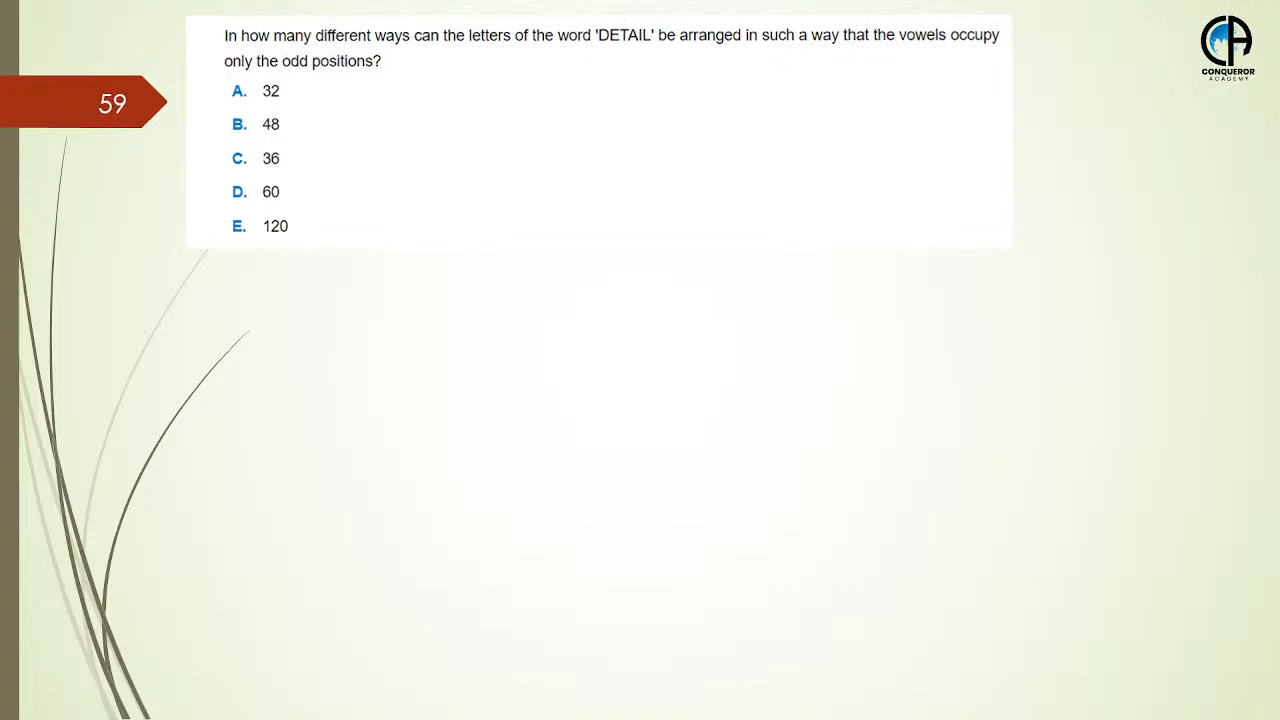 In how many different ways can the letters of the word 'DETAIL' be arranged in such a way that the vowels occupy
only the odd positions?
A. 32
59
B. 48
C. 36
D. 60
E. 120
CA
CONQUEROR
ACADEMY